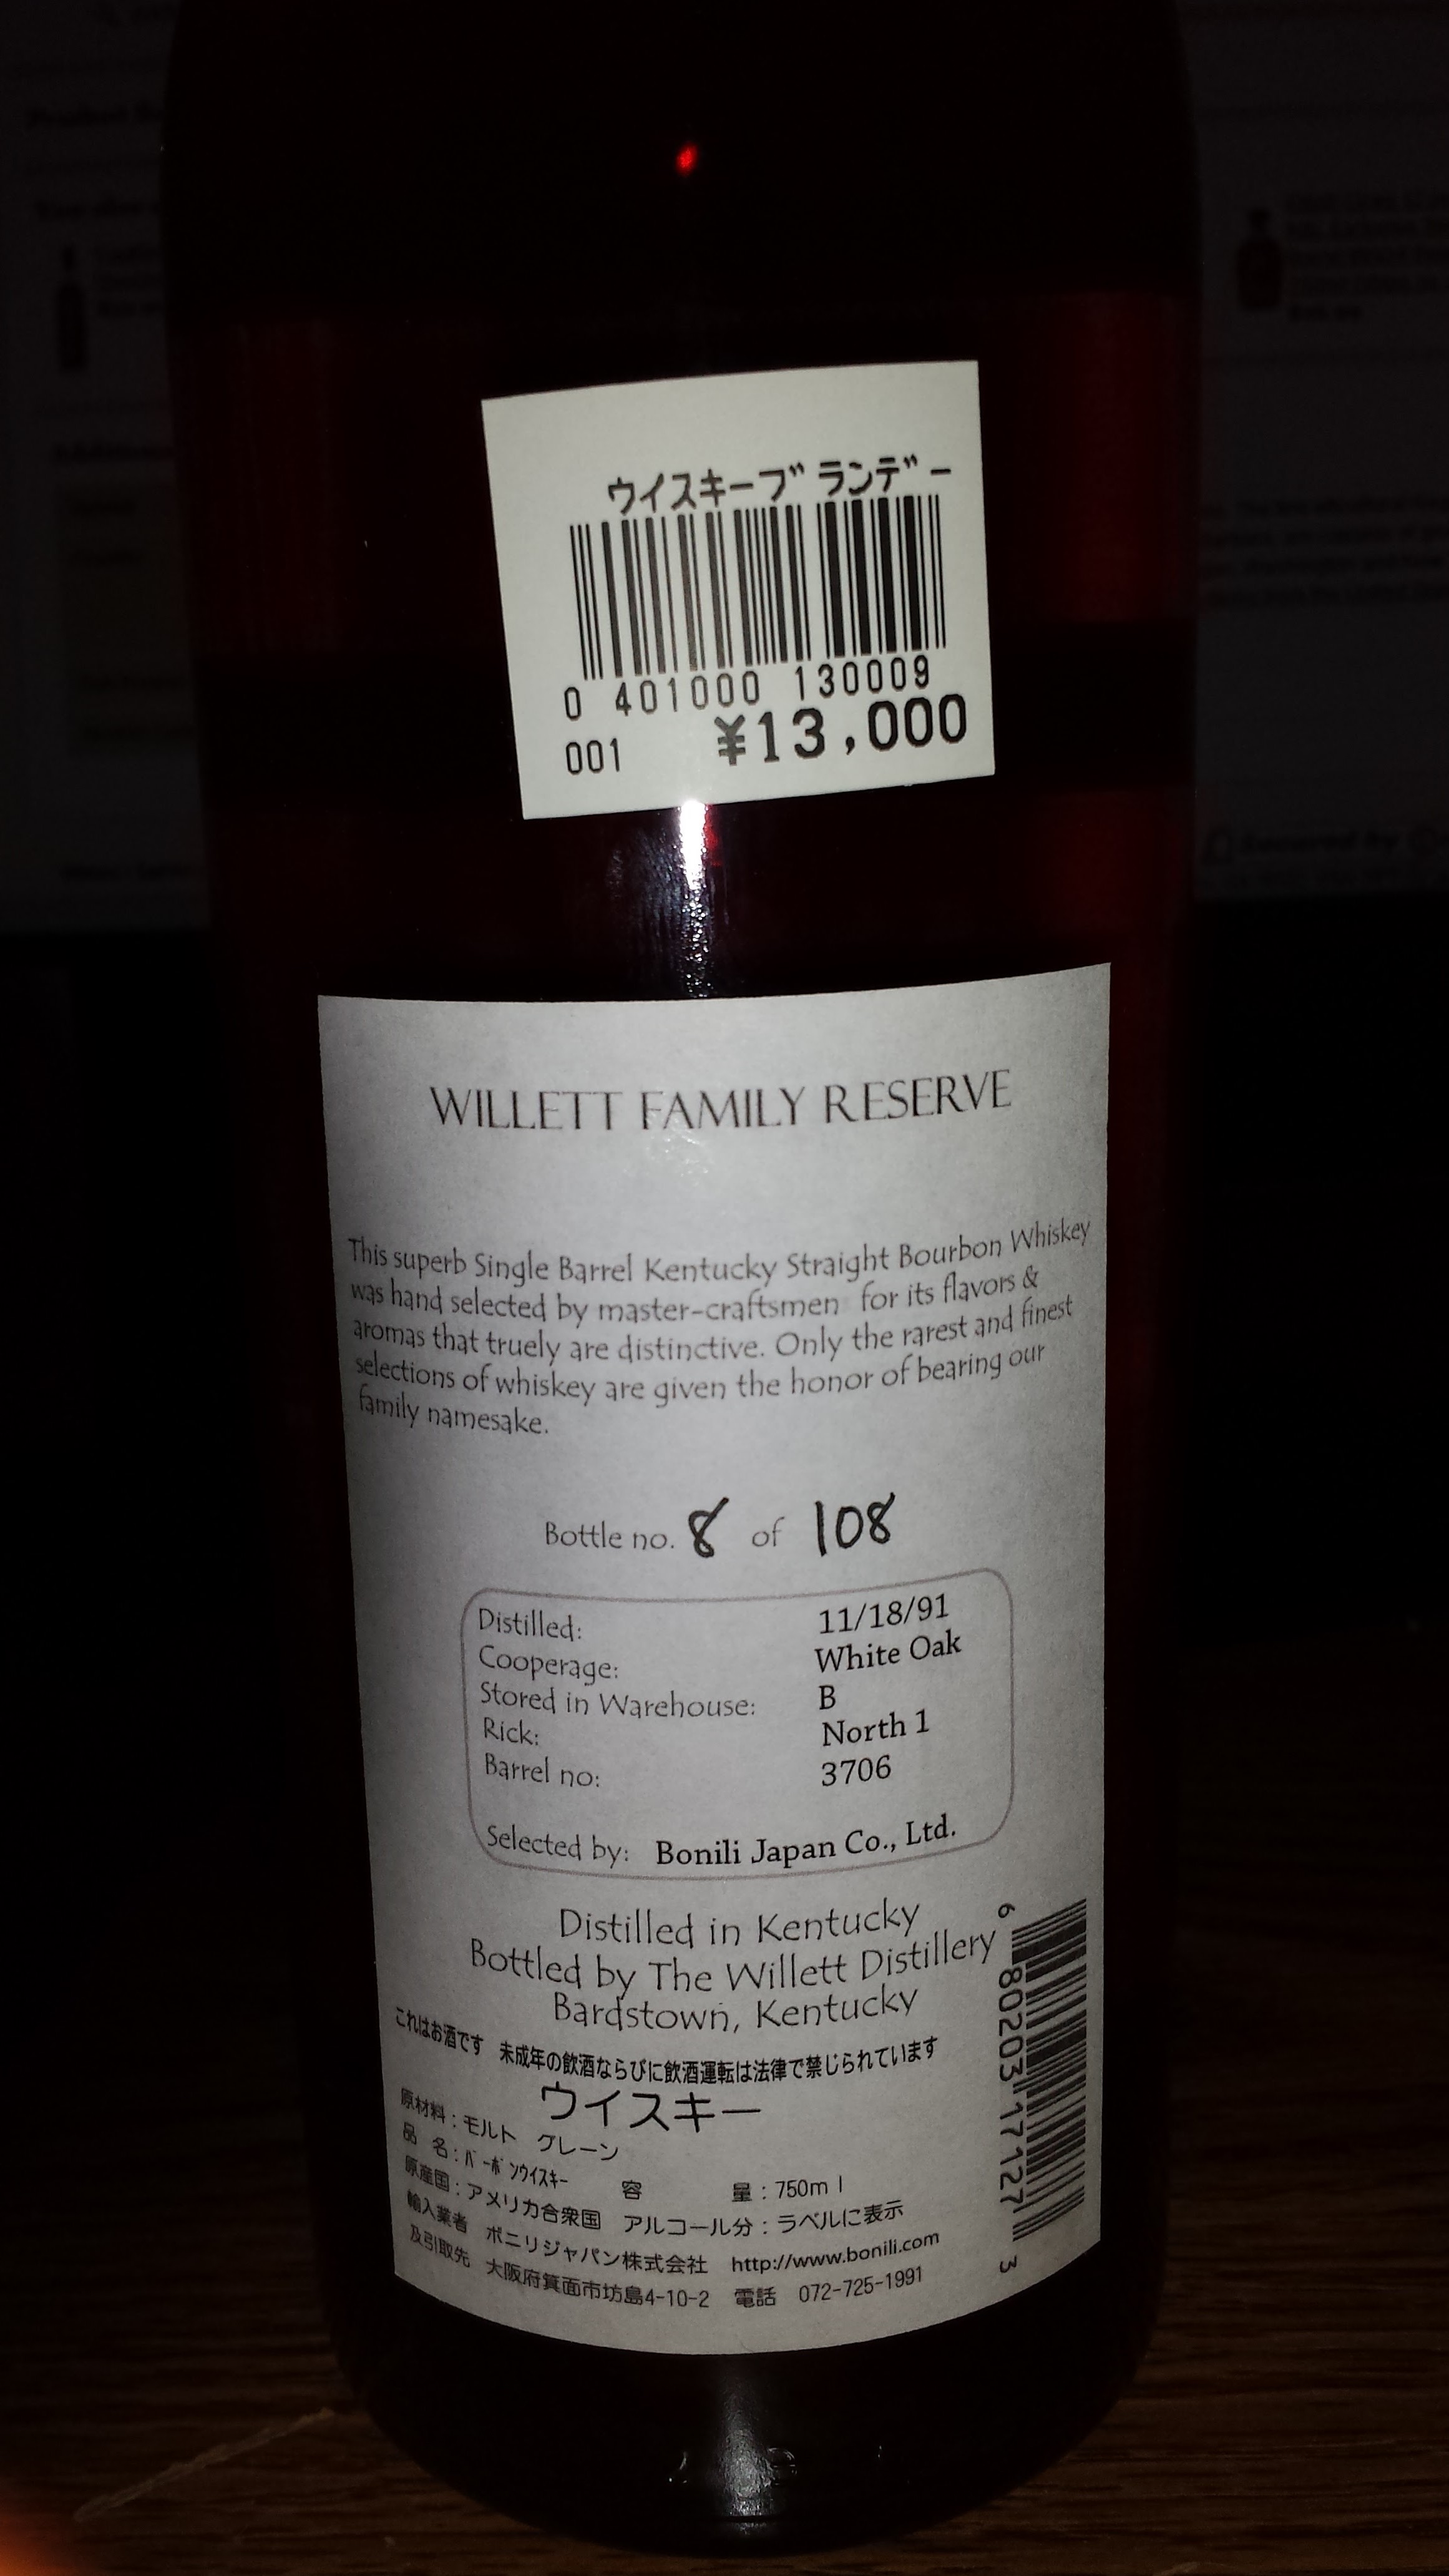 ウイスキーブランデー
0 401000 130009
001 ¥13,000
WILLETT FAMILY RESERVE
This superb Single Barrel Kentucky Straight Bourbon Whiskey
was hand selected by master-craftsmen for its flavors &
aromas that truely are distinctive. Only the rarest and finest
selections of whiskey are given the honor of bearing our
family namesake.
Bottle no. 8 of 108
Distilled: 11/18/91
Cooperage: White Oak
Stored in Warehouse: B
Rick: North 1
Barrel no: 3706
Selected by: Bonili Japan Co., Ltd.
Distilled in Kentucky
Bottled by The Willett Distillery
Bardstown, Kentucky
6 80203 17127 3
これはお酒です 未成年の飲酒ならびに飲酒運転は法律で禁じられています
ウイスキー
原材料：モルト グレーン
品 名：バーボンウイスキー 容 量：750ml
原産国：アメリカ合衆国 アルコール分：ラベルに表示
輸入業者 ボニリジャパン株式会社 http://www.bonili.com
及引取先 大阪府箕面市坊島4-10-2 電話 072-725-1991
Secured by